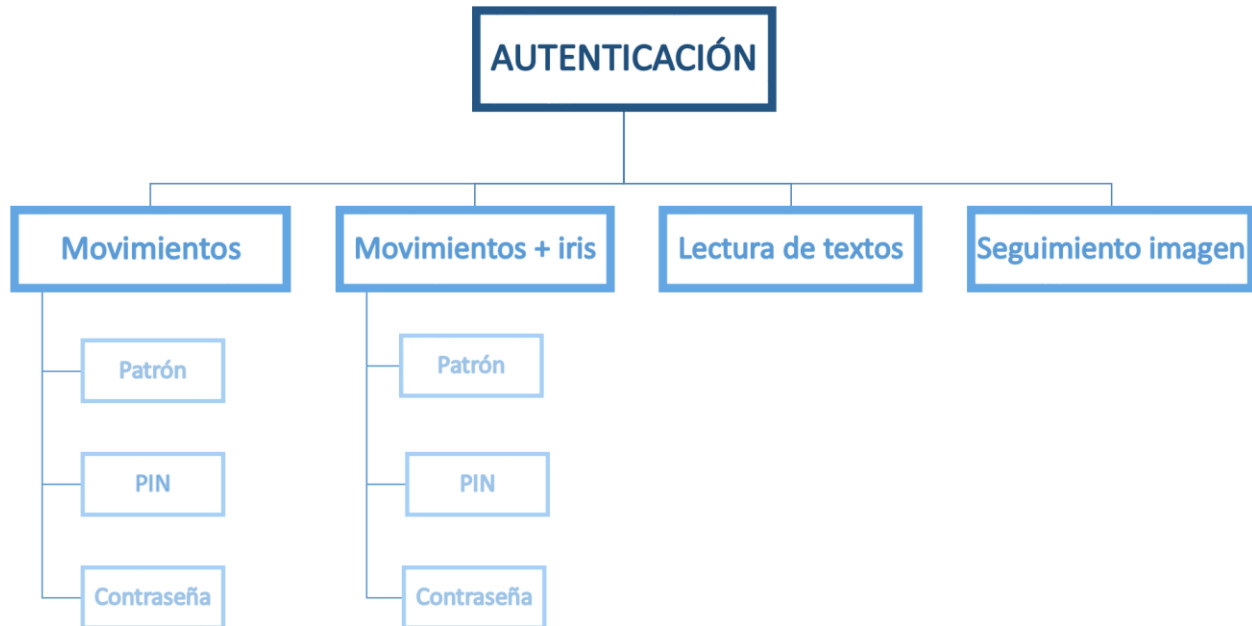 AUTENTICACIÓN
Movimientos
Movimientos + iris
Lectura de textos
Seguimiento imagen
Patrón
Patrón
PIN
PIN
Contraseña
Contraseña